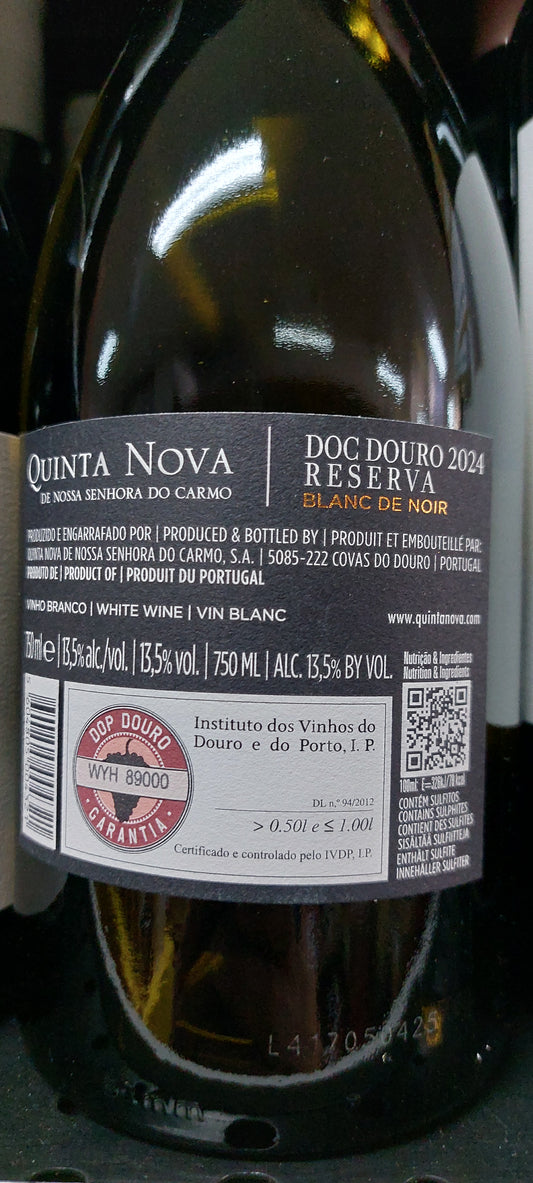 QUINTA NOVA
DE NOSSA SENHORA DO CARMO
DOC DOURO 2024
RESERVA
BLANC DE NOIR
PRODUZIDO E ENGARRAFADO POR | PRODUCED & BOTTLED BY | PRODUIT ET EMBOUTEILLÉ PAR:
QUINTA NOVA DE NOSSA SENHORA DO CARMO, S.A. | 5085-222 COVAS DO DOURO | PORTUGAL
PRODUTO DE | PRODUCT OF | PRODUIT DU PORTUGAL
VINHO BRANCO | WHITE WINE | VIN BLANC
www.quintanova.com
750 ml e | 13,5% alc./vol. | 13,5% vol. | 750 ML | ALC. 13,5% BY VOL.
Nutrição & Ingredientes
Nutrition & Ingredients
100ml: E=326kJ/78 kcal
CONTÉM SULFITOS
CONTAINS SULPHITES
CONTIENT DES SULFITES
SISÄLTÄÄ SULFIITTEJA
ENTHÄLT SULFITE
INNEHÅLLER SULFITER
DOP DOURO
WYH 89000
GARANTIA
Instituto dos Vinhos do
Douro e do Porto, I. P.
DL n.º 94/2012
> 0.50l e ≤ 1.00l
Certificado e controlado pelo IVDP, I.P.